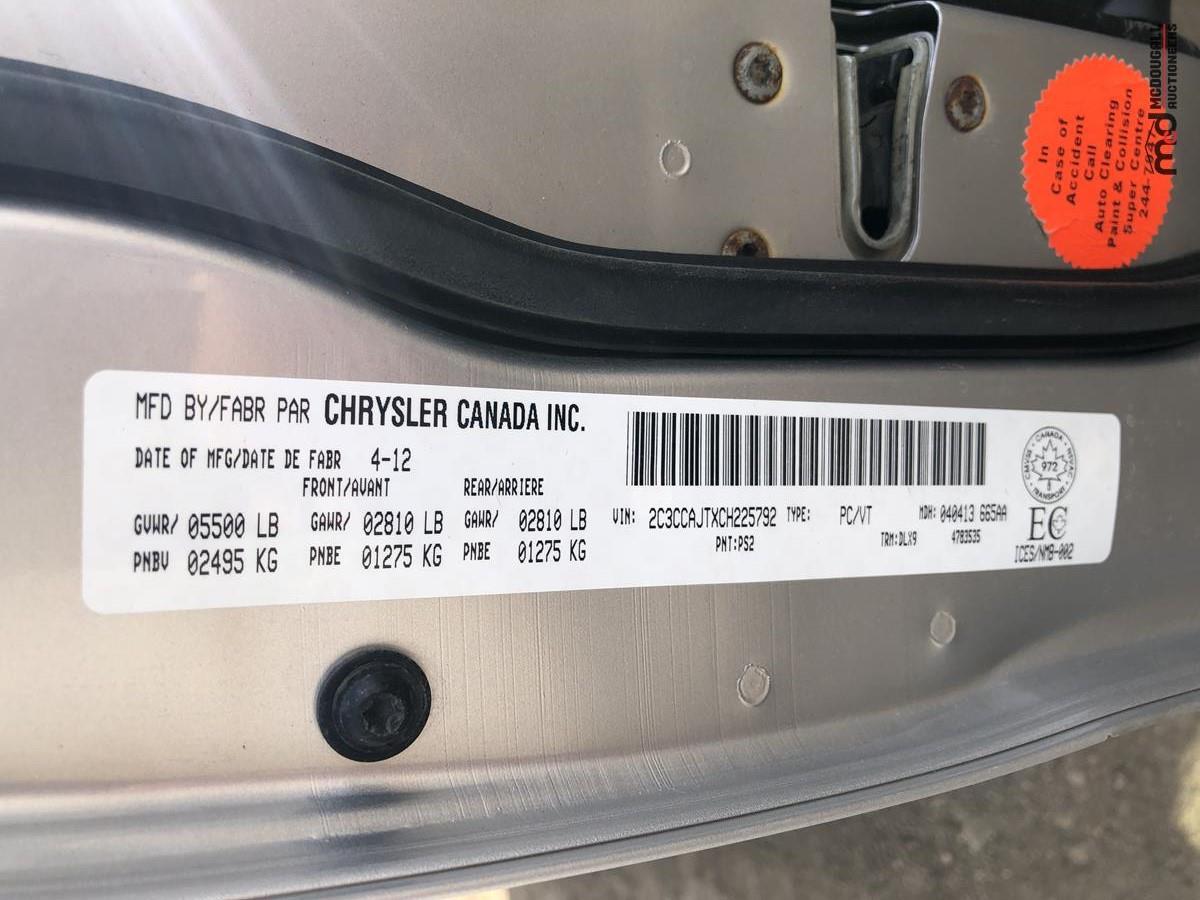 In
Case of
Accident
Call
Auto Clearing
Paint & Collision
Super Centre
MCDOUGALL
AUCTIONEERS
md
MFD BY/FABR PAR CHRYSLER CANADA INC.
DATE OF MFG/DATE DE FABR 4-12
FRONT/AVANT REAR/ARRIERE
GVWR/ 05500 LB GAWR/ 02810 LB GAWR/ 02810 LB
PNBV 02495 KG PNBE 01275 KG PNBE 01275 KG
VIN: 2C3CCAJTXCH225792 TYPE: PC/VT MDH: 040413 665AA
PNT:PS2 TRM:DLX9 4783535
CANADA
CMVSS NSVAC
972
TRANSPORT
EC
ICES/NMB-002